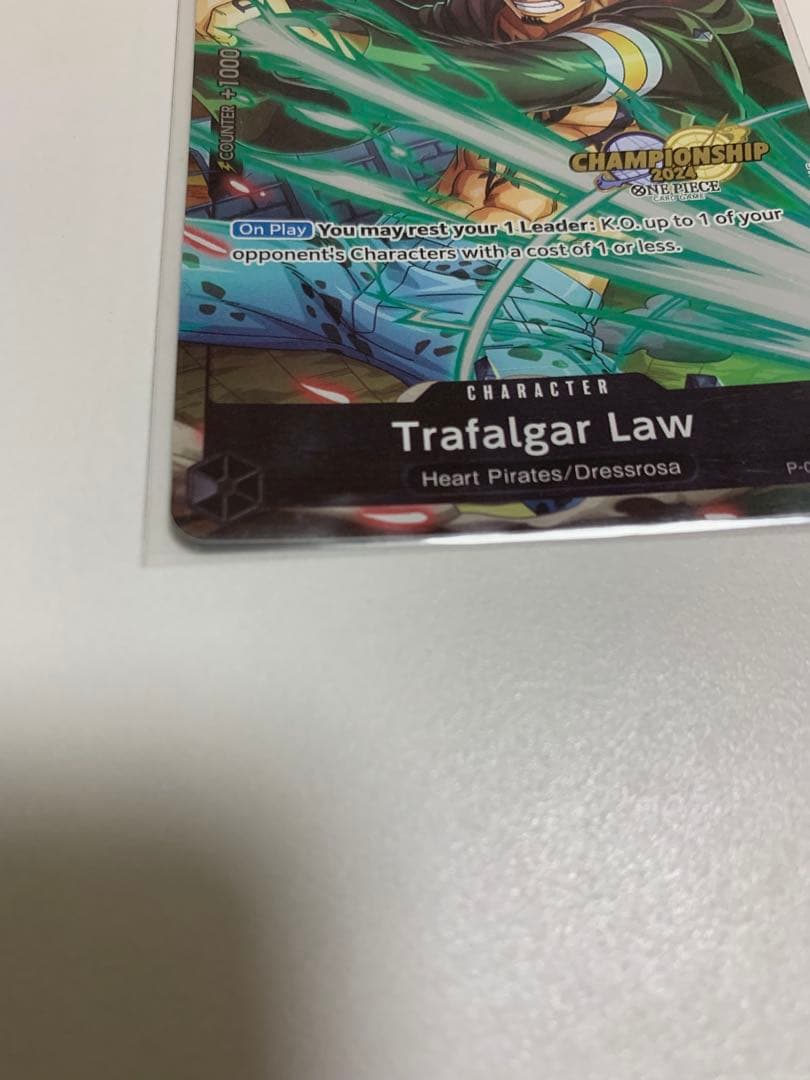 COUNTER +1000
CHAMPIONSHIP
2024
ONE PIECE
CARD GAME
On Play You may rest your 1 Leader: K.O. up to 1 of your
opponent's Characters with a cost of 1 or less.
CHARACTER
Trafalgar Law
Heart Pirates/Dressrosa